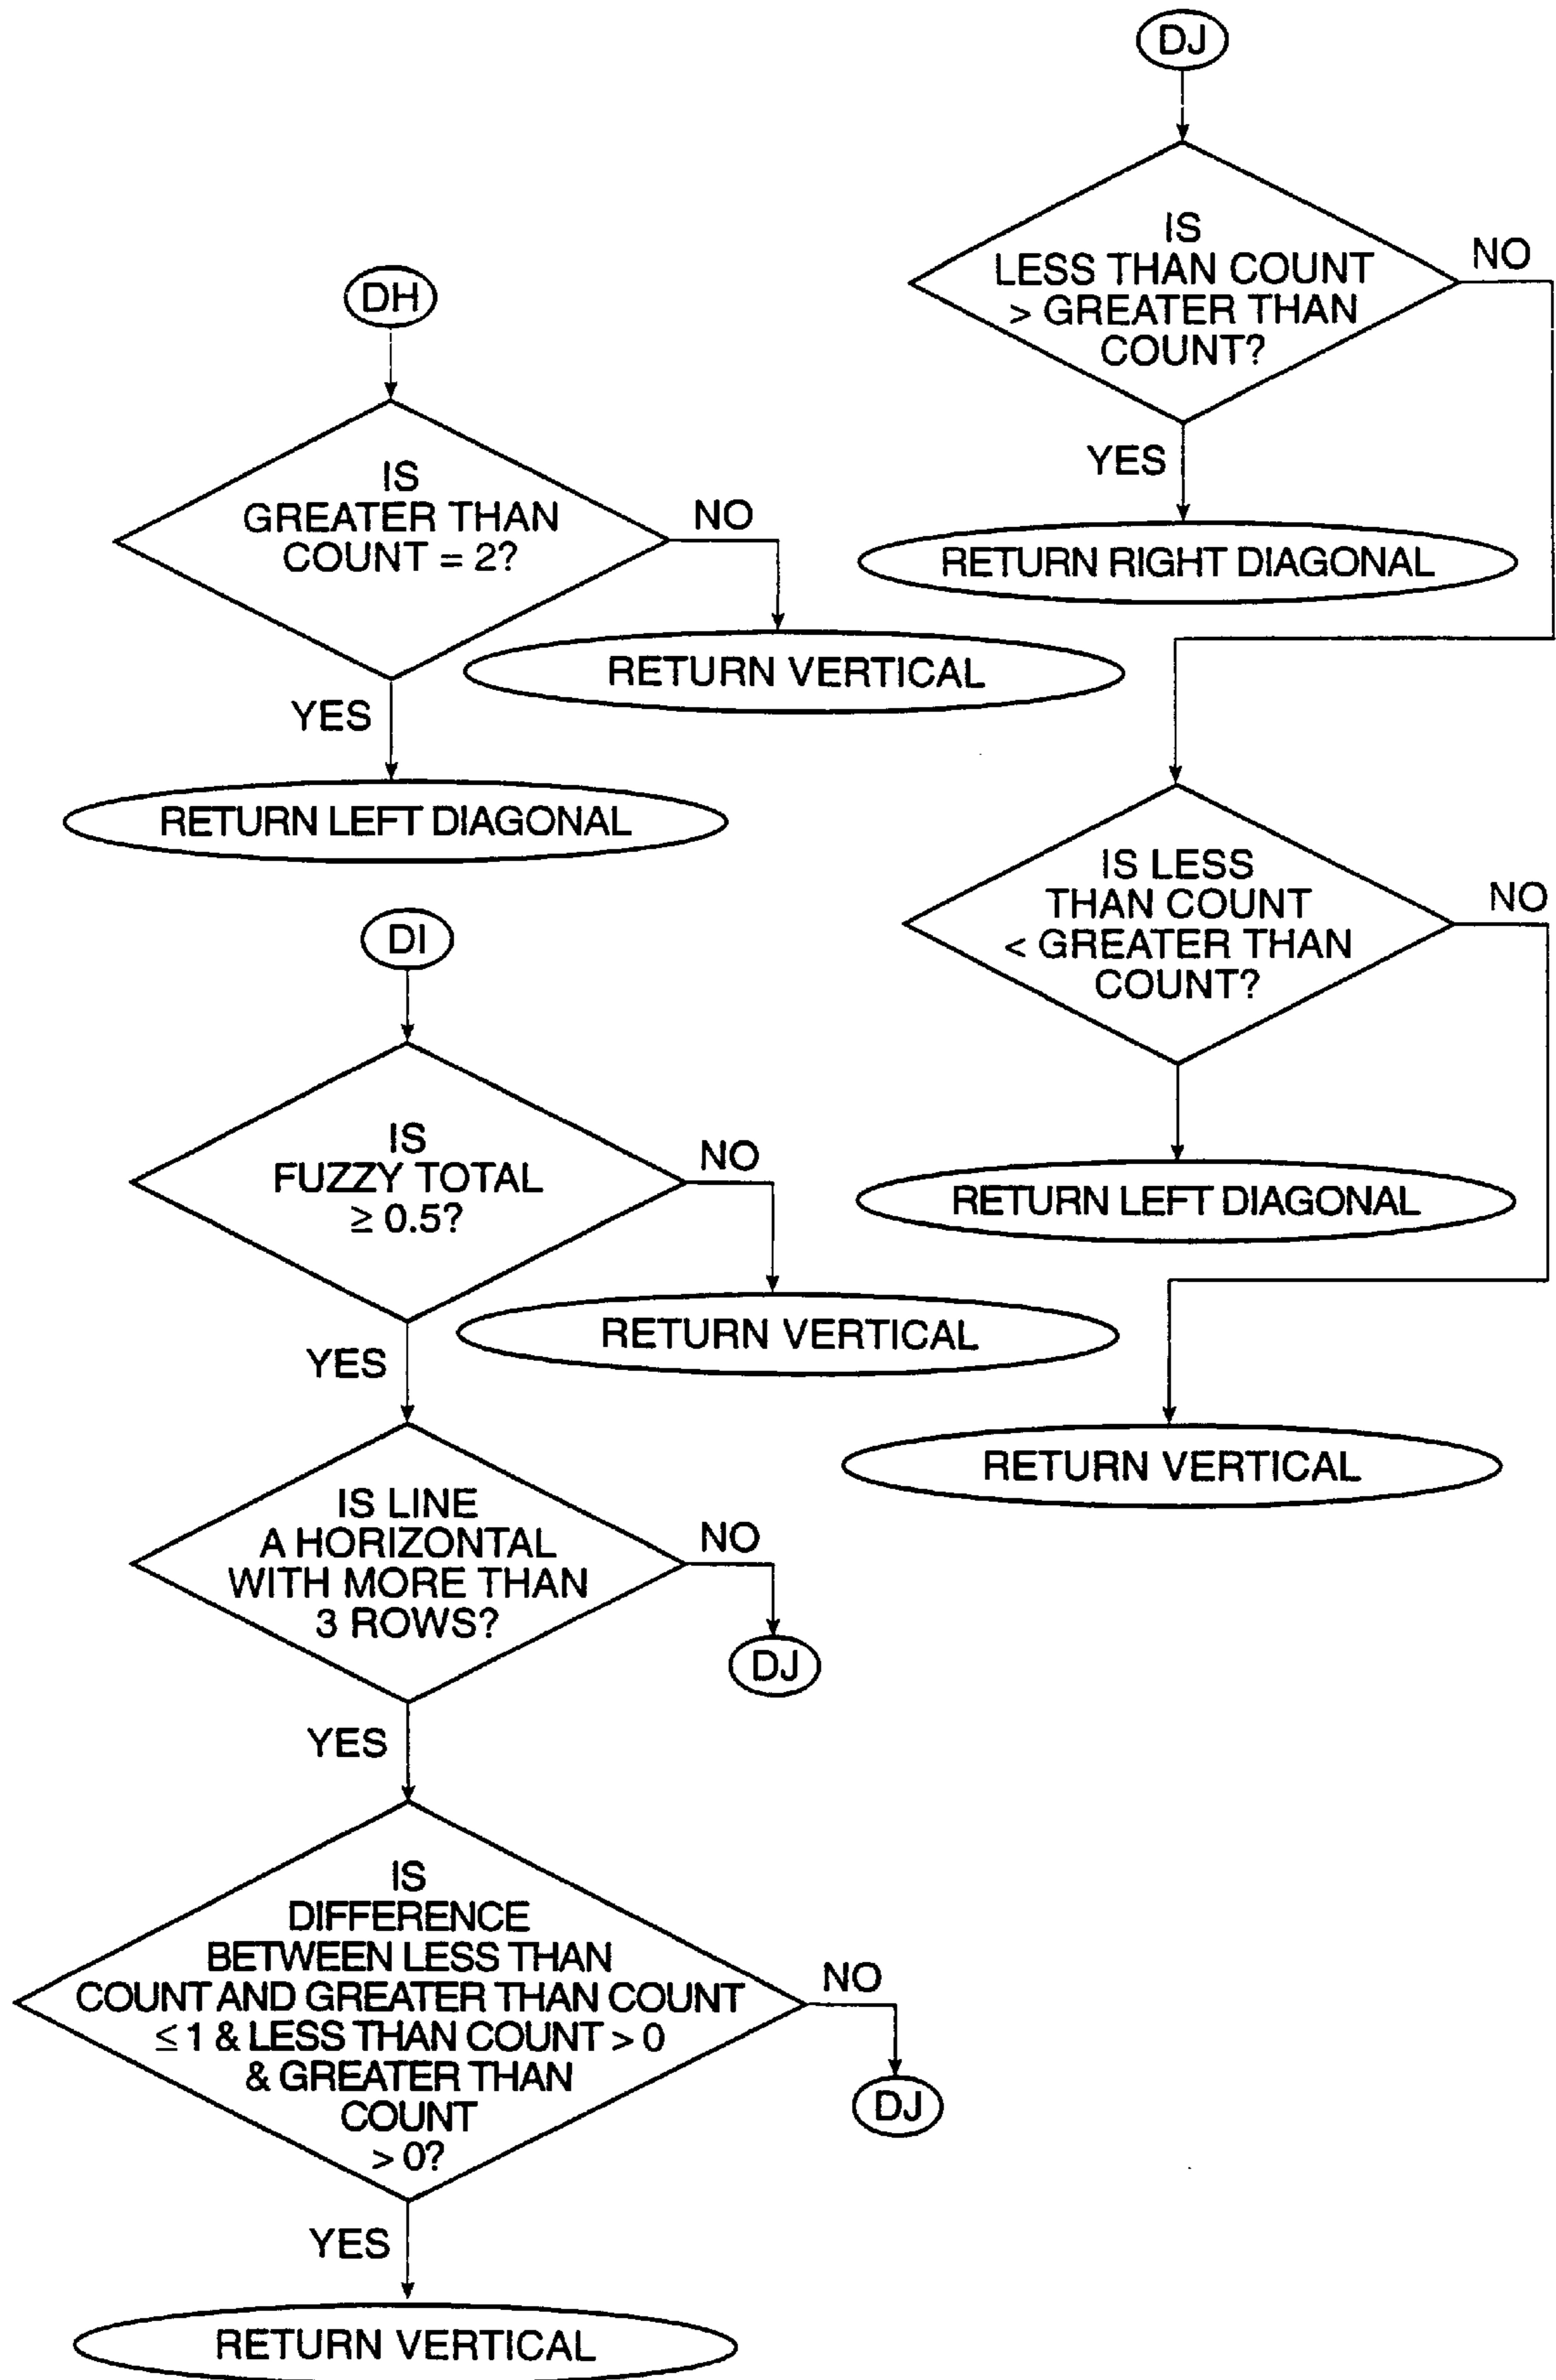 DH
IS
GREATER THAN
COUNT = 2?
NO
RETURN VERTICAL
YES
RETURN LEFT DIAGONAL
DI
IS
FUZZY TOTAL
≥ 0.5?
NO
RETURN VERTICAL
YES
IS LINE
A HORIZONTAL
WITH MORE THAN
3 ROWS?
NO
DJ
YES
IS
DIFFERENCE
BETWEEN LESS THAN
COUNT AND GREATER THAN COUNT
≤ 1 & LESS THAN COUNT > 0
& GREATER THAN
COUNT
> 0?
NO
DJ
YES
RETURN VERTICAL
DJ
IS
LESS THAN COUNT
> GREATER THAN
COUNT?
NO
YES
RETURN RIGHT DIAGONAL
IS LESS
THAN COUNT
< GREATER THAN
COUNT?
NO
RETURN LEFT DIAGONAL
RETURN VERTICAL